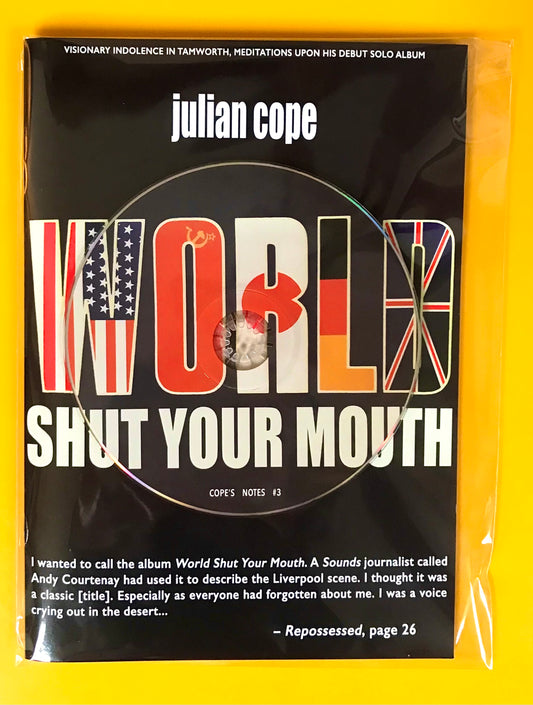 VISIONARY INDOLENCE IN TAMWORTH, MEDITATIONS UPON HIS DEBUT SOLO ALBUM
julian cope
WORLD
SHUT YOUR MOUTH
COPE'S NOTES #3
I wanted to call the album World Shut Your Mouth. A Sounds journalist called
Andy Courtenay had used it to describe the Liverpool scene. I thought it was
a classic [title]. Especially as everyone had forgotten about me. I was a voice
crying out in the desert...
– Repossessed, page 26